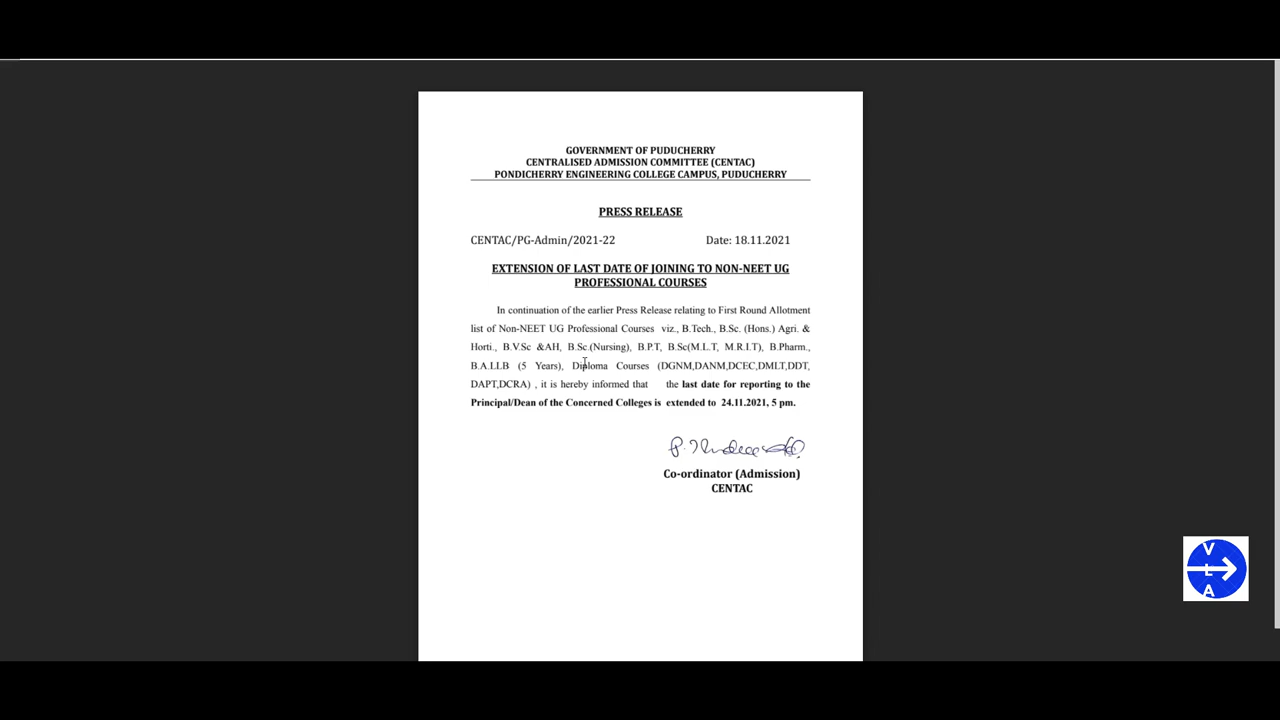 GOVERNMENT OF PUDUCHERRY
CENTRALISED ADMISSION COMMITTEE (CENTAC)
PONDICHERRY ENGINEERING COLLEGE CAMPUS, PUDUCHERRY
PRESS RELEASE
CENTAC/PG-Admin/2021-22 Date: 18.11.2021
EXTENSION OF LAST DATE OF JOINING TO NON-NEET UG
PROFESSIONAL COURSES
In continuation of the earlier Press Release relating to First Round Allotment
list of Non-NEET UG Professional Courses viz., B.Tech., B.Sc. (Hons.) Agri. &
Horti., B.V.Sc &AH, B.Sc.(Nursing), B.P.T, B.Sc(M.L.T, M.R.I.T), B.Pharm.,
B.A.LLB (5 Years), Diploma Courses (DGNM,DANM,DCEC,DMLT,DDT,
DAPT,DCRA) , it is hereby informed that the last date for reporting to the
Principal/Dean of the Concerned Colleges is extended to 24.11.2021, 5 pm.
Co-ordinator (Admission)
CENTAC
V
L
A